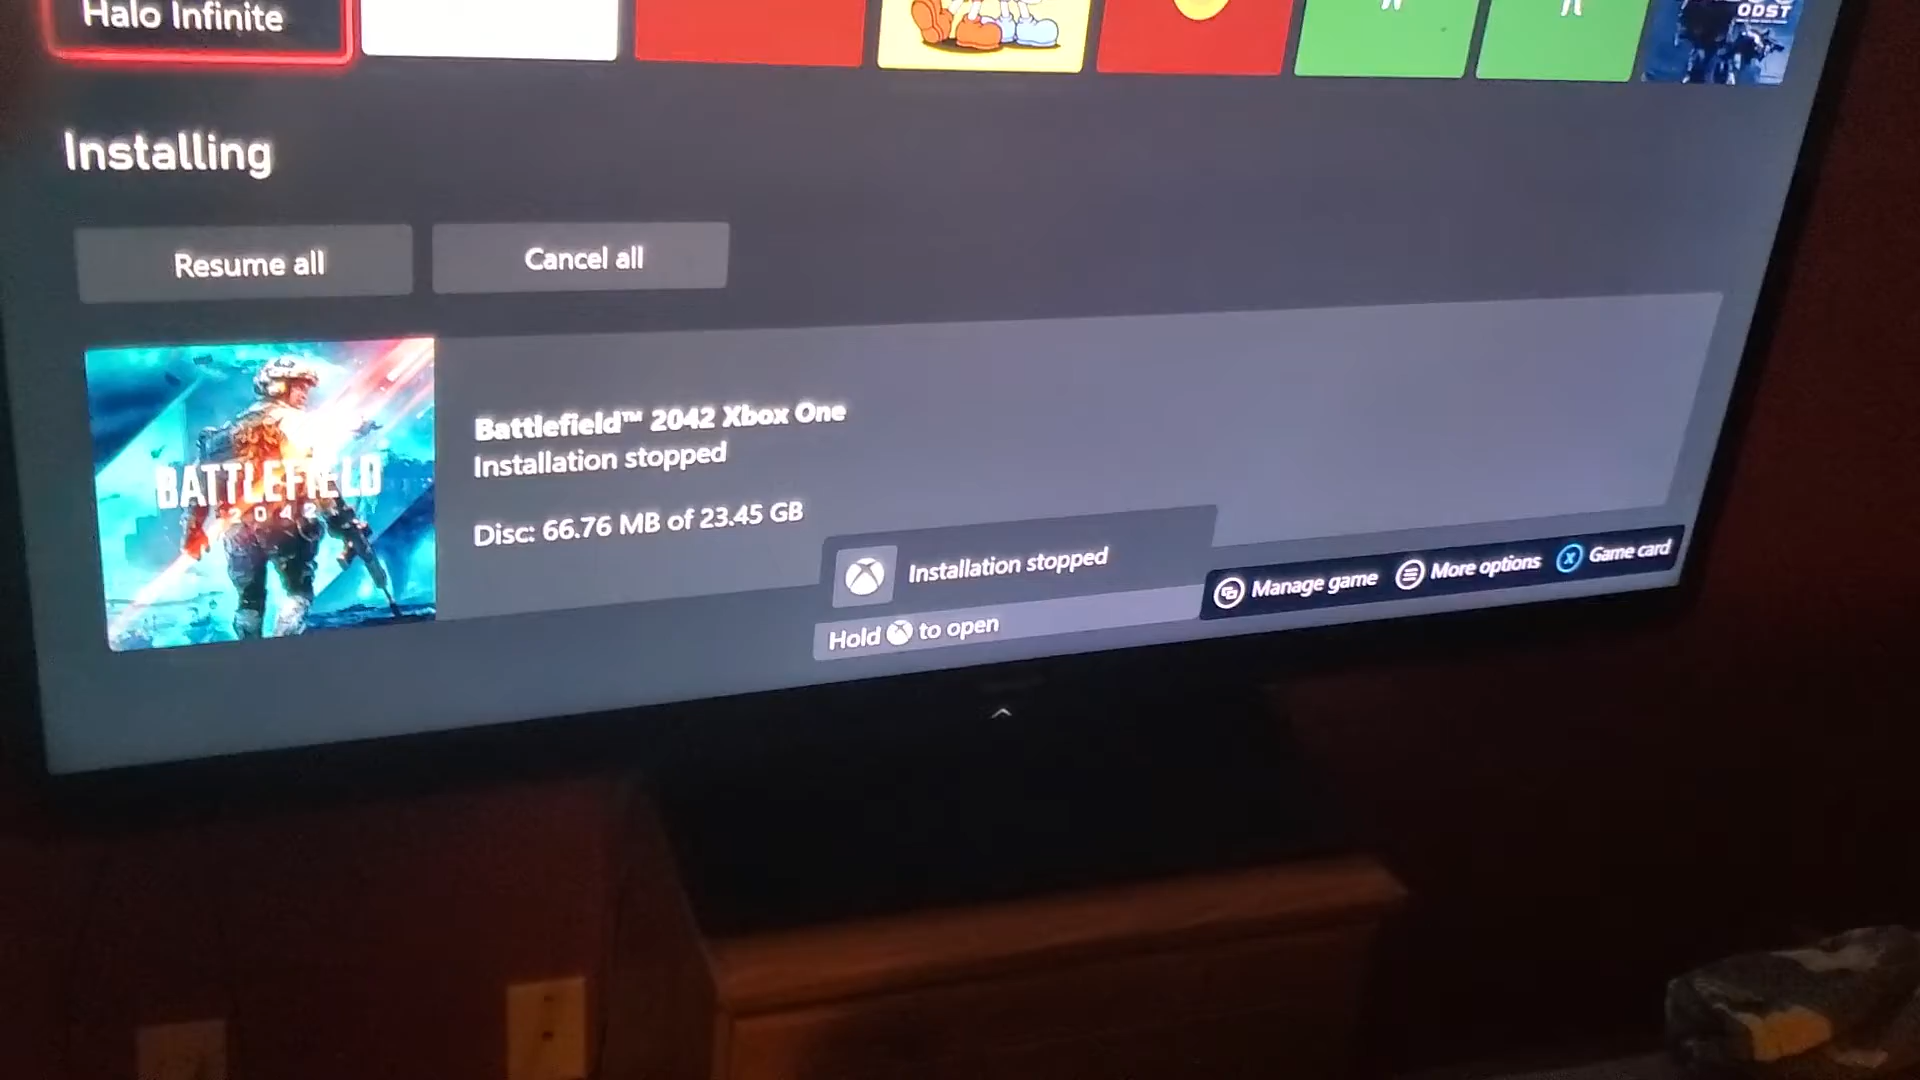 Halo Infinite
ODST
Installing
Resume all
Cancel all
BATTLEFIELD
2042
Battlefield™ 2042 Xbox One
Installation stopped
Disc: 66.76 MB of 23.45 GB
Installation stopped
Hold to open
Manage game
More options
X Game card